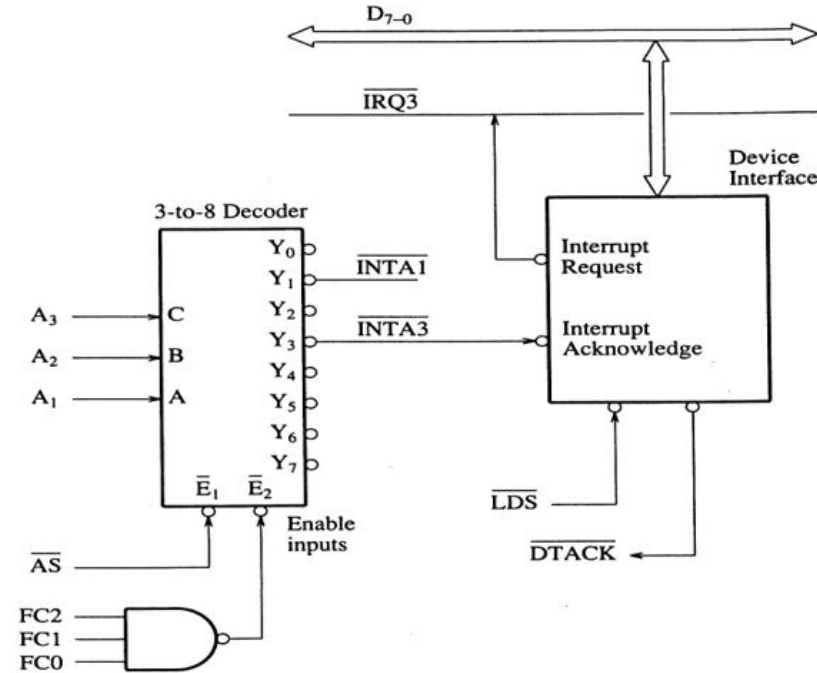 D7–0
IRQ3
Device
Interface
3-to-8 Decoder
Y0
Interrupt
Request
Y1
INTA1
A3
C
Y2
INTA3
A2
B
Y3
Interrupt
Acknowledge
Y4
A1
A
Y5
Y6
Y7
E1
E2
LDS
Enable
inputs
DTACK
AS
FC2
FC1
FC0